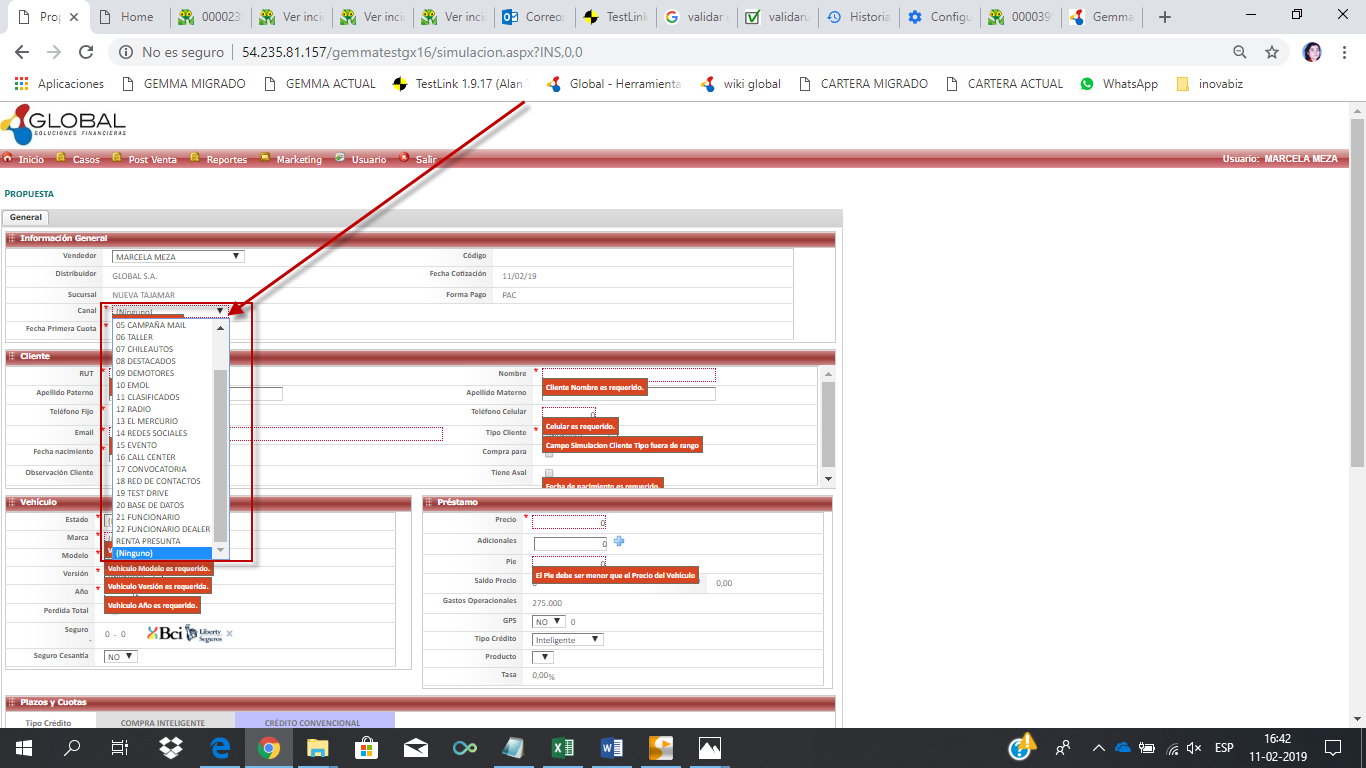 Prop
Home
000023
Ver inci
Ver inci
Ver inci
Correo:
TestLink
validar
validaru
Historia
Configu
000039
Gemma
No es seguro | 54.235.81.157/gemmatestgx16/simulacion.aspx?INS,0,0
Aplicaciones
GEMMA MIGRADO
GEMMA ACTUAL
TestLink 1.9.17 (Alan
Global - Herramienta
wiki global
CARTERA MIGRADO
CARTERA ACTUAL
WhatsApp
inovabiz
GLOBAL
SOLUCIONES FINANCIERAS
Inicio Casos Post Venta Reportes Marketing Usuario Salir
Usuario: MARCELA MEZA
PROPUESTA
General
Información General
Vendedor MARCELA MEZA Código
Distribuidor GLOBAL S.A. Fecha Cotización 11/02/19
Sucursal NUEVA TAJAMAR Forma Pago PAC
Canal * (Ninguno)
Fecha Primera Cuota *
05 CAMPAÑA MAIL
06 TALLER
07 CHILEAUTOS
08 DESTACADOS
09 DEMOTORES
10 EMOL
11 CLASIFICADOS
12 RADIO
13 EL MERCURIO
14 REDES SOCIALES
15 EVENTO
16 CALL CENTER
17 CONVOCATORIA
18 RED DE CONTACTOS
19 TEST DRIVE
20 BASE DE DATOS
21 FUNCIONARIO
22 FUNCIONARIO DEALER
RENTA PRESUNTA
(Ninguno)
Cliente
RUT * Nombre *
Cliente Nombre es requerido.
Apellido Paterno Apellido Materno
Teléfono Fijo * Teléfono Celular 0
Celular es requerido.
Email * Tipo Cliente *
Campo Simulacion Cliente Tipo fuera de rango
Fecha nacimiento * Compra para
Observación Cliente Tiene Aval
Fecha de nacimiento es requerido.
Vehículo
Estado *
Marca *
Modelo *
Vehículo Modelo es requerido.
Versión *
Vehículo Versión es requerida.
Año *
Vehículo Año es requerido.
Perdida Total
Seguro 0 - 0 Bci Liberty Seguros
-
Seguro Cesantía NO
Préstamo
Precio * 0
Adicionales 0
Pie 0
El Pie debe ser menor que el Precio del Vehículo
Saldo Precio 0,00
Gastos Operacionales 275.000
GPS NO 0
Tipo Crédito Inteligente
Producto
Tasa 0,00%
Plazos y Cuotas
Tipo Crédito COMPRA INTELIGENTE CRÉDITO CONVENCIONAL
ESP
16:42
11-02-2019